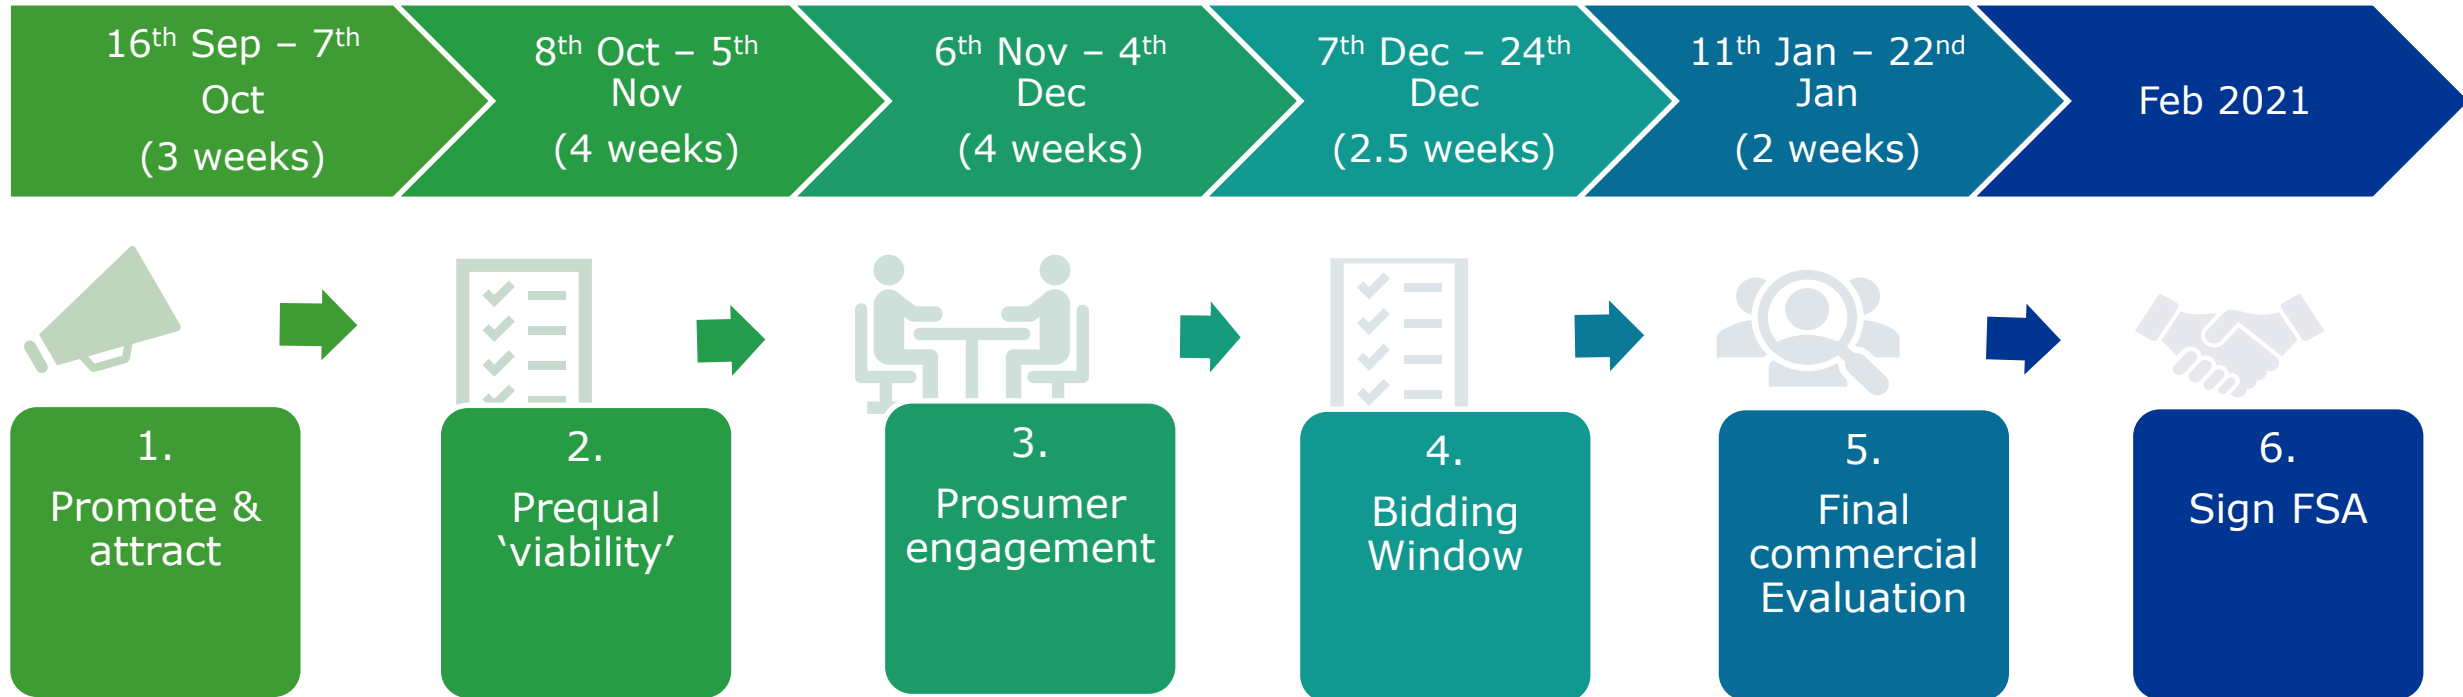 16th Sep – 7th
Oct
(3 weeks)
8th Oct – 5th
Nov
(4 weeks)
6th Nov – 4th
Dec
(4 weeks)
7th Dec – 24th
Dec
(2.5 weeks)
11th Jan – 22nd
Jan
(2 weeks)
Feb 2021
1.
Promote &
attract
2.
Prequal
‘viability’
3.
Prosumer
engagement
4.
Bidding
Window
5.
Final
commercial
Evaluation
6.
Sign FSA